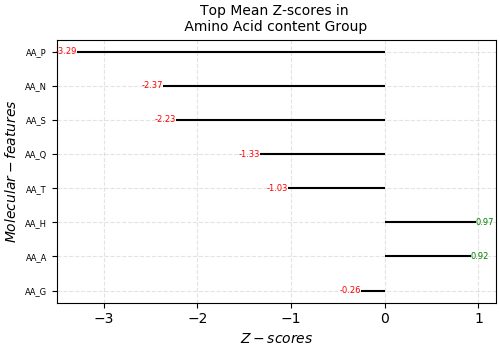 Top Mean Z-scores in
Amino Acid content Group
AA_P
-3.29
AA_N
-2.37
AA_S
-2.23
AA_Q
-1.33
AA_T
-1.03
AA_H
0.97
AA_A
0.92
AA_G
-0.26
Molecular − features
−3
−2
−1
0
1
Z − scores